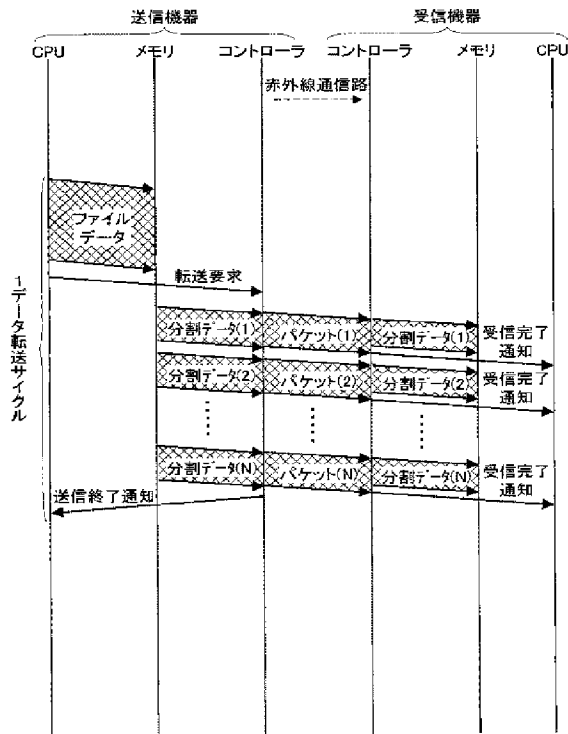 送信機器 受信機器
CPU メモリ コントローラ コントローラ メモリ CPU
赤外線通信路
ファイル
データ
転送要求
1データ転送サイクル
分割データ(1) パケット(1) 分割データ(1) 受信完了
通知
分割データ(2) パケット(2) 分割データ(2) 受信完了
通知
分割データ(N) パケット(N) 分割データ(N) 受信完了
通知
送信終了通知